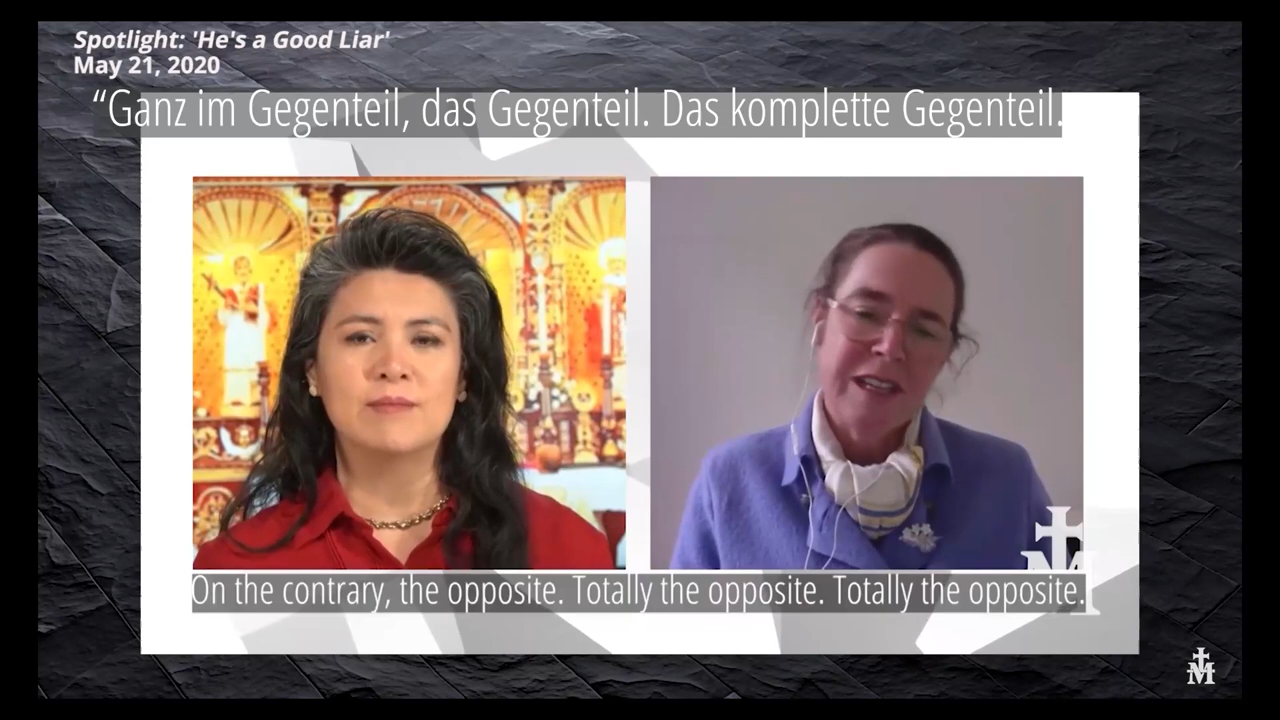 Spotlight: 'He's a Good Liar'
May 21, 2020
“Ganz im Gegenteil, das Gegenteil. Das komplette Gegenteil.
On the contrary, the opposite. Totally the opposite. Totally the opposite.